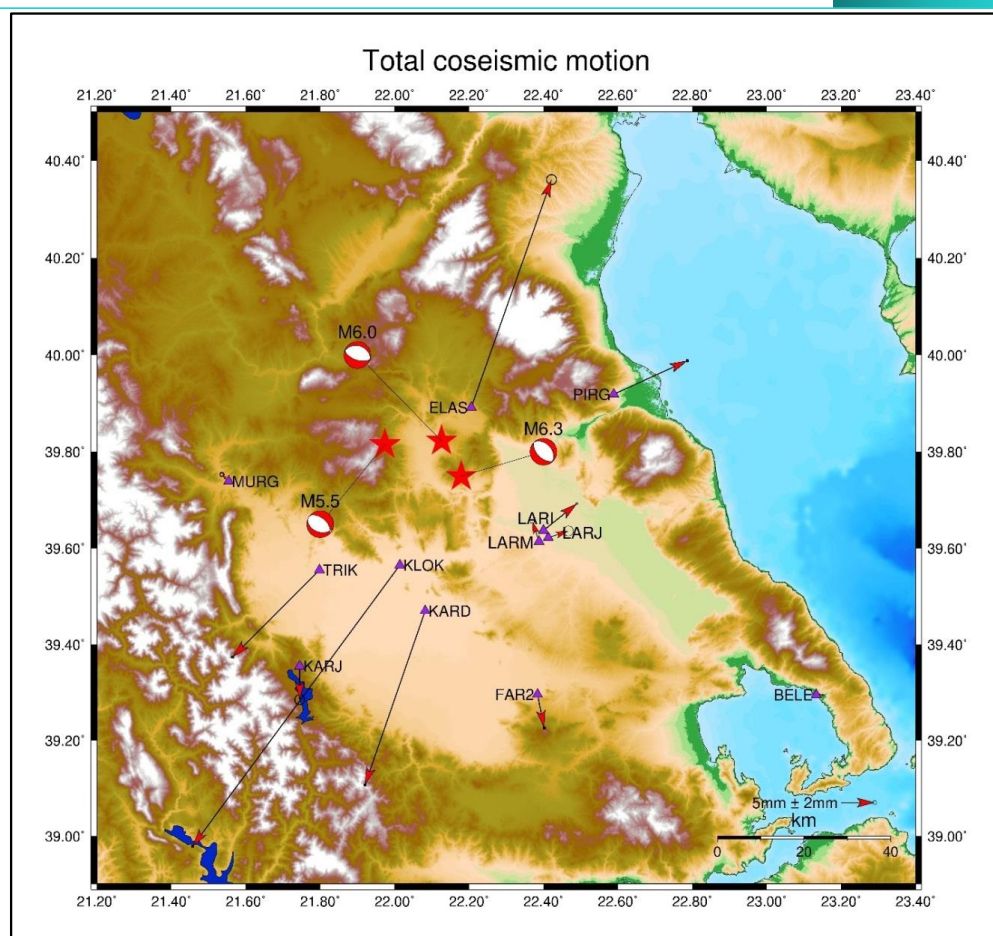 Total coseismic motion
21.20˚ 21.40˚ 21.60˚ 21.80˚ 22.00˚ 22.20˚ 22.40˚ 22.60˚ 22.80˚ 23.00˚ 23.20˚ 23.40˚
40.40˚ 40.40˚
40.20˚ 40.20˚
M6.0
40.00˚ 40.00˚
PIRG
ELAS
M6.3
39.80˚ 39.80˚
MURG
M5.5
LARI
LARJ
LARM
39.60˚ 39.60˚
TRIK KLOK
KARD
39.40˚ 39.40˚
KARJ
FAR2 BELE
39.20˚ 39.20˚
5mm ± 2mm
km
39.00˚ 39.00˚
0 20 40
21.20˚ 21.40˚ 21.60˚ 21.80˚ 22.00˚ 22.20˚ 22.40˚ 22.60˚ 22.80˚ 23.00˚ 23.20˚ 23.40˚